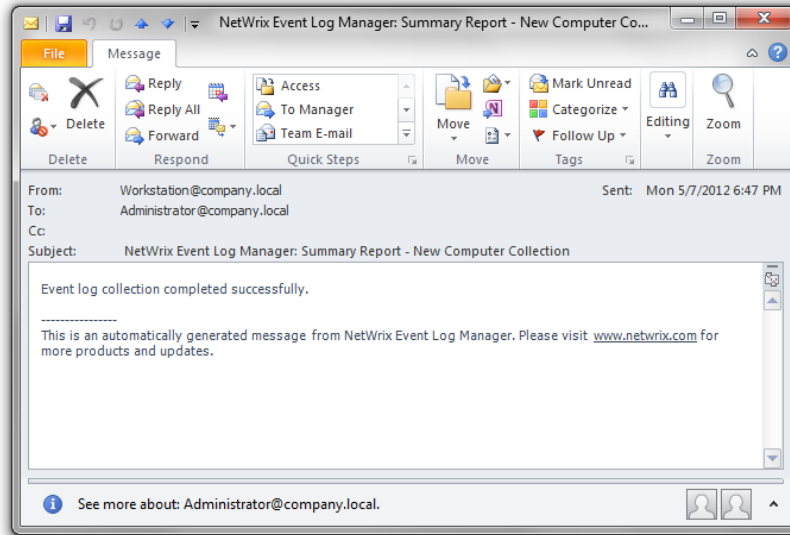 NetWrix Event Log Manager: Summary Report - New Computer Co...
File Message
Reply Access Mark Unread
Reply All To Manager Categorize
Delete Forward Team E-mail Move Follow Up Editing Zoom
Delete Respond Quick Steps Move Tags Zoom
From: Workstation@company.local Sent: Mon 5/7/2012 6:47 PM
To: Administrator@company.local
Cc:
Subject: NetWrix Event Log Manager: Summary Report - New Computer Collection
Event log collection completed successfully.
----------------
This is an automatically generated message from NetWrix Event Log Manager. Please visit www.netwrix.com for
more products and updates.
See more about: Administrator@company.local.